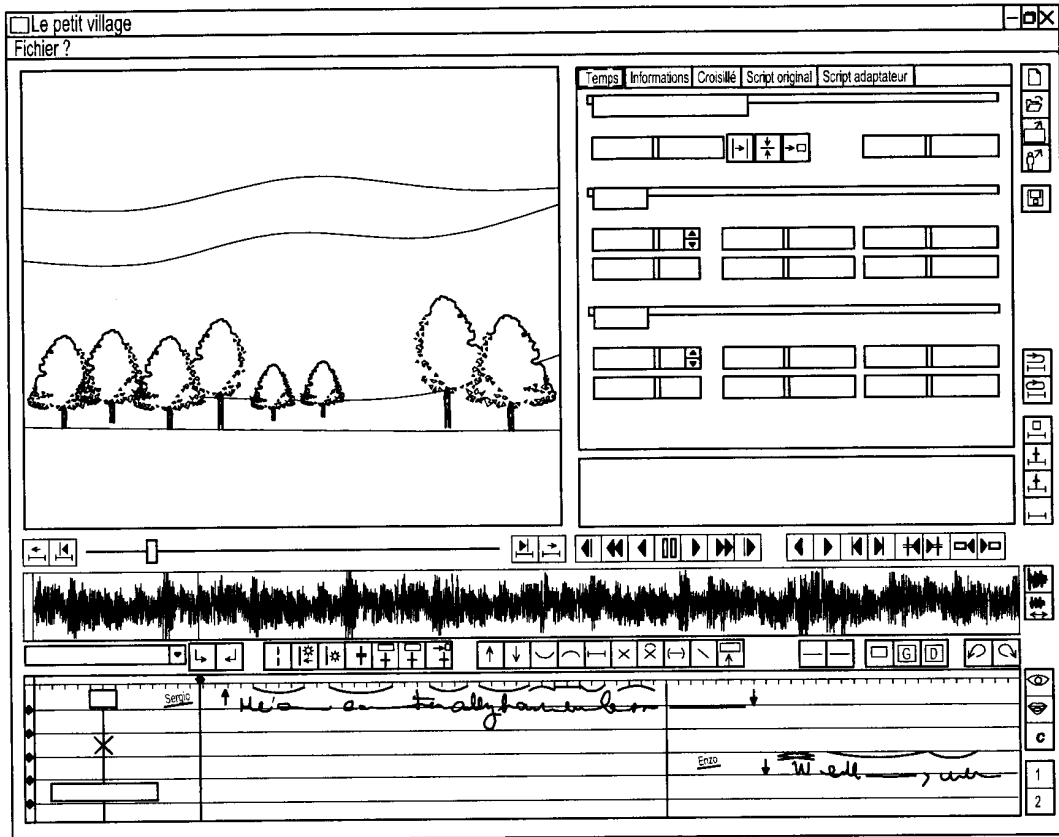 Le petit village
Fichier ?
Temps Informations Croisillé Script original Script adaptateur
G D
Sergio
c
Enzo
1
2